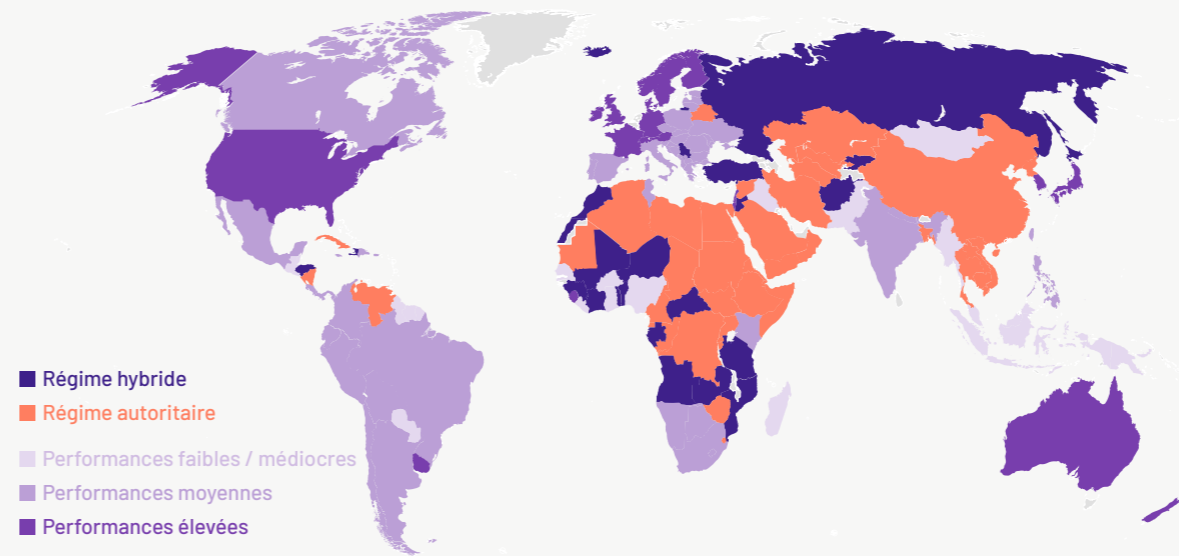 Régime hybride
Régime autoritaire
Performances faibles / médiocres
Performances moyennes
Performances élevées